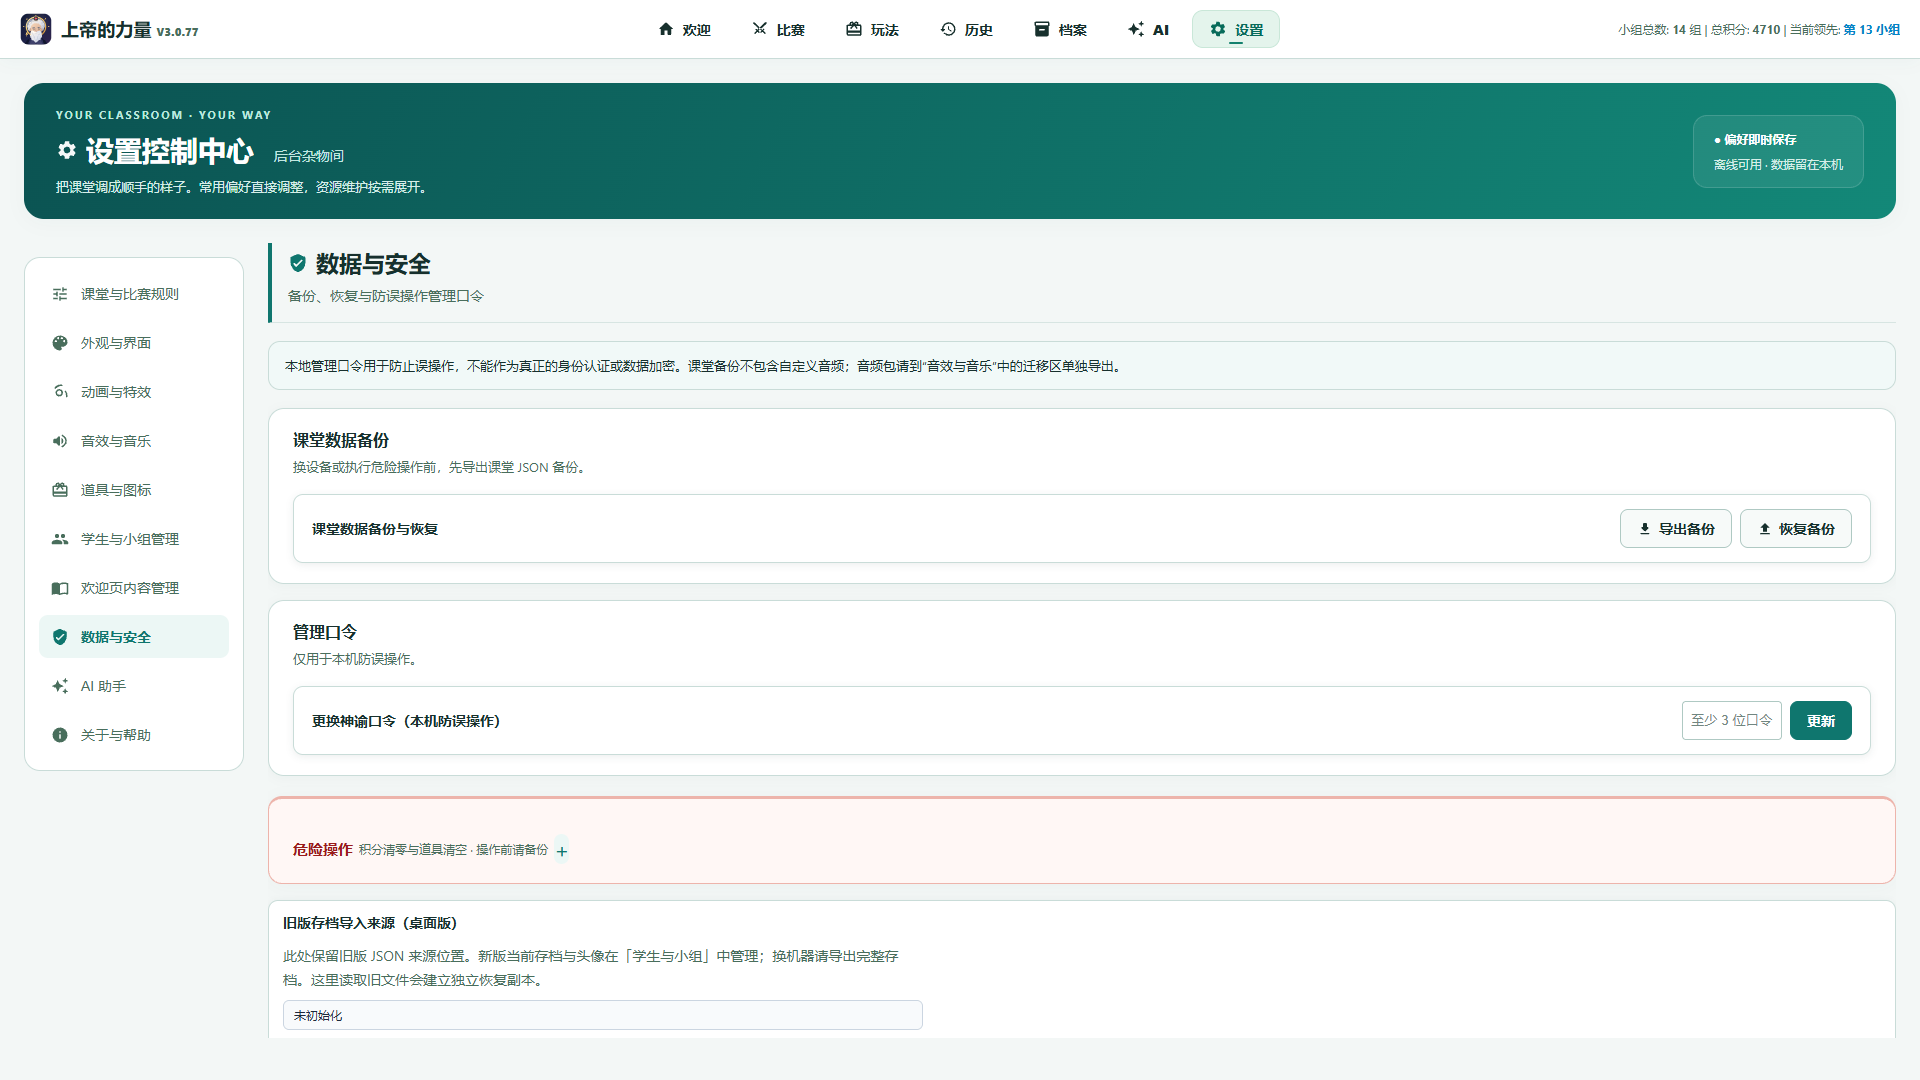 上帝的力量 V3.0.77
欢迎
比赛
玩法
历史
档案
AI
设置
小组总数: 14 组 | 总积分: 4710 | 当前领先: 第 13 小组
YOUR CLASSROOM · YOUR WAY
设置控制中心 后台杂物间
把课堂调成顺手的样子。常用偏好直接调整，资源维护按需展开。
● 偏好即时保存
离线可用 · 数据留在本机
课堂与比赛规则
外观与界面
动画与特效
音效与音乐
道具与图标
学生与小组管理
欢迎页内容管理
数据与安全
AI 助手
关于与帮助
数据与安全
备份、恢复与防误操作管理口令
本地管理口令用于防止误操作，不能作为真正的身份认证或数据加密。课堂备份不包含自定义音频；音频包请到“音效与音乐”中的迁移区单独导出。
课堂数据备份
换设备或执行危险操作前，先导出课堂 JSON 备份。
课堂数据备份与恢复
导出备份
恢复备份
管理口令
仅用于本机防误操作。
更换神谕口令（本机防误操作）
至少 3 位口令
更新
危险操作 积分清零与道具清空 · 操作前请备份 +
旧版存档导入来源（桌面版）
此处保留旧版 JSON 来源位置。新版当前存档与头像在「学生与小组」中管理；换机器请导出完整存
档。这里读取旧文件会建立独立恢复副本。
未初始化